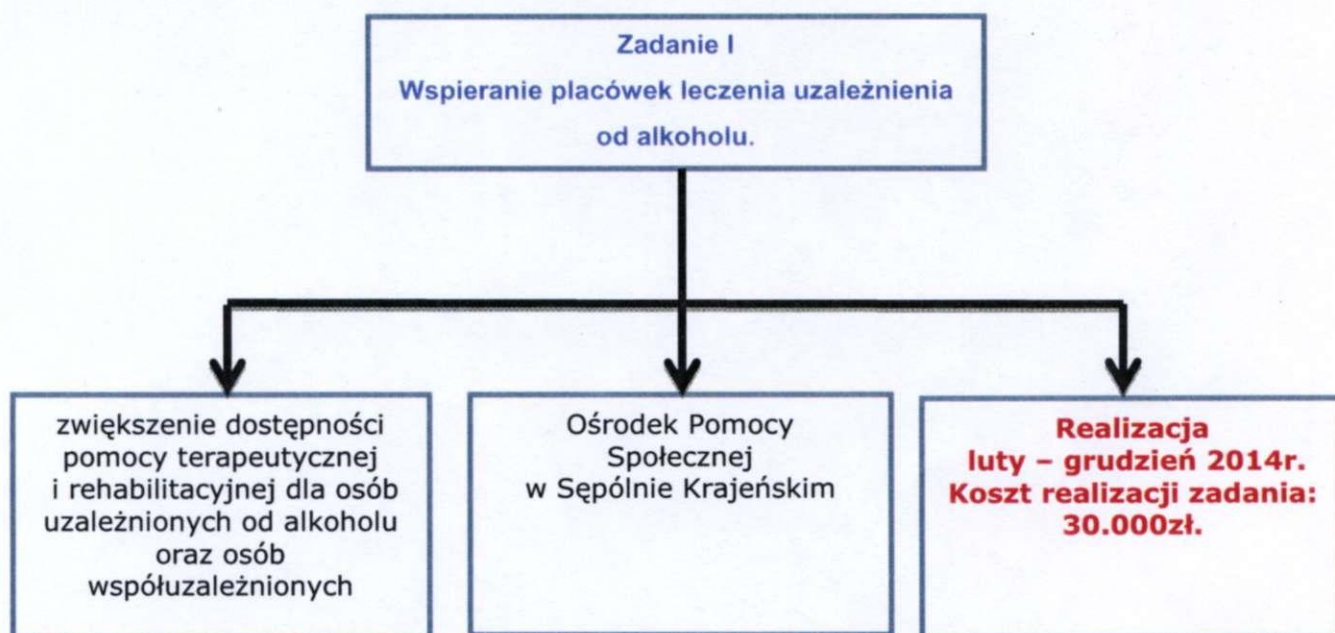 Zadanie I
Wspieranie placówek leczenia uzależnienia
od alkoholu.
zwiększenie dostępności
pomocy terapeutycznej
i rehabilitacyjnej dla osób
uzależnionych od alkoholu
oraz osób
współuzależnionych
Ośrodek Pomocy
Społecznej
w Sępólnie Krajeńskim
Realizacja
luty – grudzień 2014r.
Koszt realizacji zadania:
30.000zł.